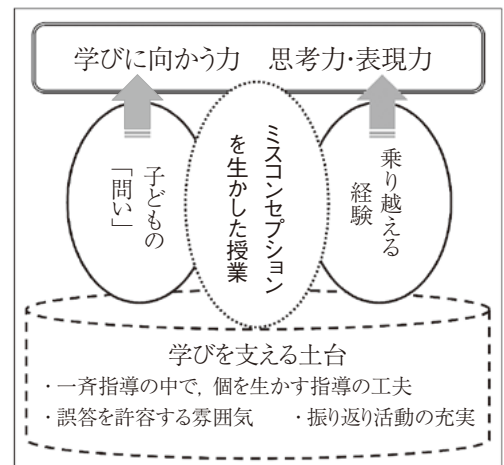 学びに向かう力　思考力・表現力
子どもの
「問い」
ミスコンセプション
を生かした授業
乗り越える
経験
学びを支える土台
・一斉指導の中で，個を生かす指導の工夫
・誤答を許容する雰囲気　・振り返り活動の充実